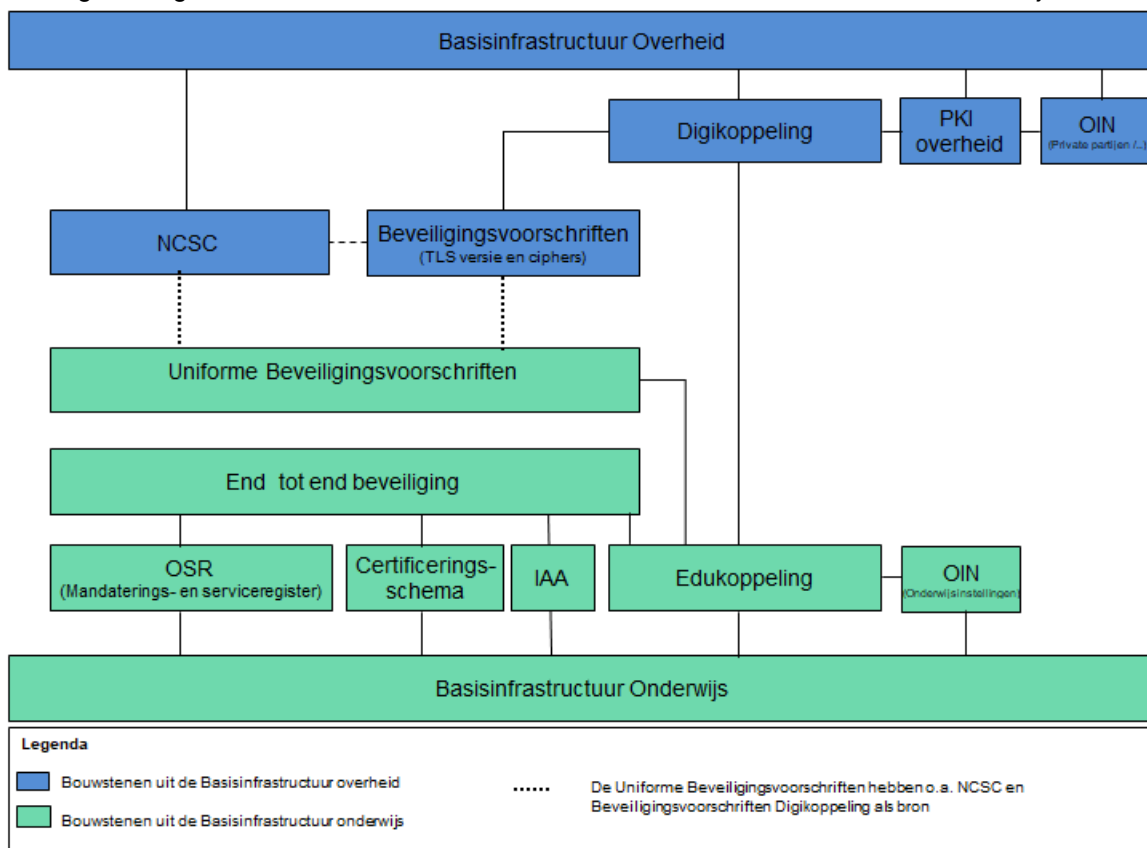 Basisinfrastructuur Overheid
Digikoppeling
PKI
overheid
OIN
(Private partijen /..)
NCSC
Beveiligingsvoorschriften
(TLS versie en ciphers)
Uniforme Beveiligingsvoorschriften
End tot end beveiliging
OSR
(Mandaterings- en serviceregister)
Certificerings-
schema
IAA
Edukoppeling
OIN
(Onderwijsinstellingen)
Basisinfrastructuur Onderwijs
Legenda
Bouwstenen uit de Basisinfrastructuur overheid
Bouwstenen uit de Basisinfrastructuur onderwijs
De Uniforme Beveiligingsvoorschriften hebben o.a. NCSC en
Beveiligingsvoorschriften Digikoppeling als bron